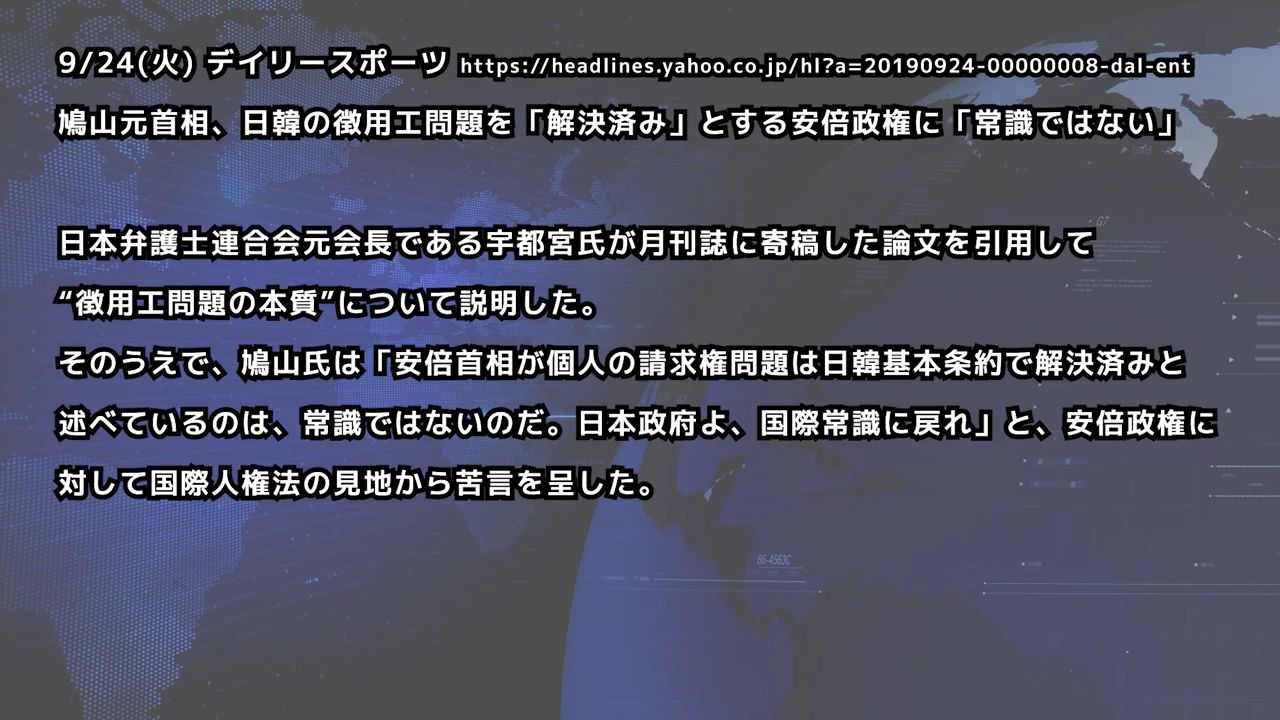 9/24(火) デイリースポーツ https://headlines.yahoo.co.jp/hl?a=20190924-00000008-dal-ent
鳩山元首相、日韓の徴用工問題を「解決済み」とする安倍政権に「常識ではない」
日本弁護士連合会元会長である宇都宮氏が月刊誌に寄稿した論文を引用して
“徴用工問題の本質”について説明した。
そのうえで、鳩山氏は「安倍首相が個人の請求権問題は日韓基本条約で解決済みと
述べているのは、常識ではないのだ。日本政府よ、国際常識に戻れ」と、安倍政権に
対して国際人権法の見地から苦言を呈した。
G7
B6-4563C